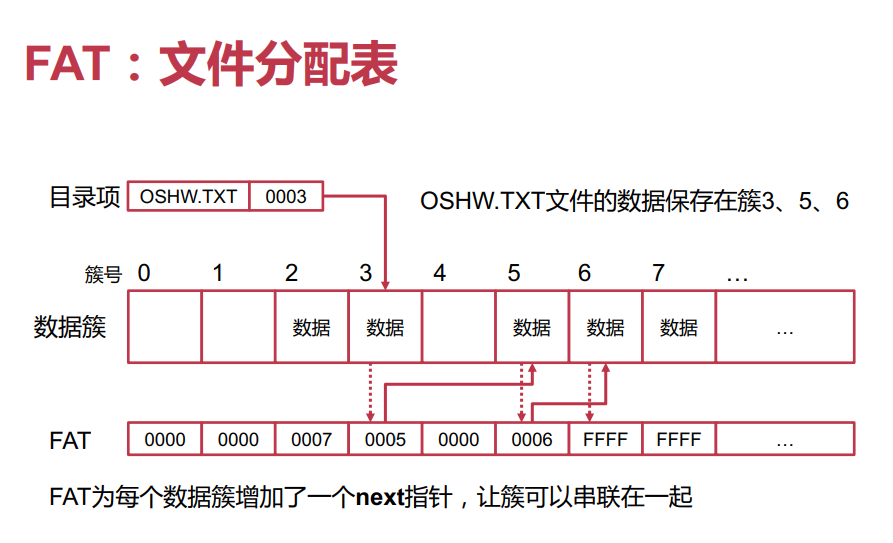 FAT：文件分配表
目录项 OSHW.TXT 0003
OSHW.TXT文件的数据保存在簇3、5、6
簇号 0 1 2 3 4 5 6 7 …
数据簇 数据 数据 数据 数据 数据 …
FAT 0000 0000 0007 0005 0000 0006 FFFF FFFF …
FAT为每个数据簇增加了一个next指针，让簇可以串联在一起